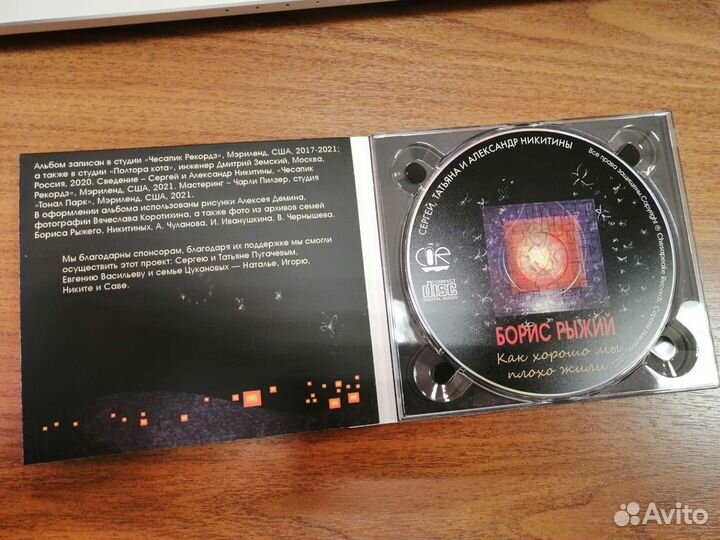 Альбом записан в студии «Чесапик Рекордз», Мэриленд, США, 2017-2021;
а также в студии «Полтора кота», инженер Дмитрий Земский, Москва,
Россия, 2020. Сведение – Сергей и Александр Никитины, «Чесапик
Рекордз», Мэриленд, США, 2021. Мастеринг – Чарли Пилзер, студия
«Тонал Парк», Мэриленд, США, 2021.
В оформлении альбома использованы рисунки Алексея Демина,
фотографии Вячеслава Коротихина, а также фото из архивов семей
Бориса Рыжего, Никитиных, А. Чуланова, И. Иванушкина, В. Чернышева.
Мы благодарны спонсорам, благодаря их поддержке мы смогли
осуществить этот проект: Сергею и Татьяне Пугачевым,
Евгению Васильеву и семье Цукановых — Наталье, Игорю,
Никите и Саве.
СЕРГЕЙ, ТАТЬЯНА И АЛЕКСАНДР НИКИТИНЫ
Все права защищены Copyright ℗ Chesapeake Records, Сергей
COMPACT
disc
DIGITAL AUDIO
БОРИС РЫЖИЙ
Как хорошо мы
плохо жили
Avito